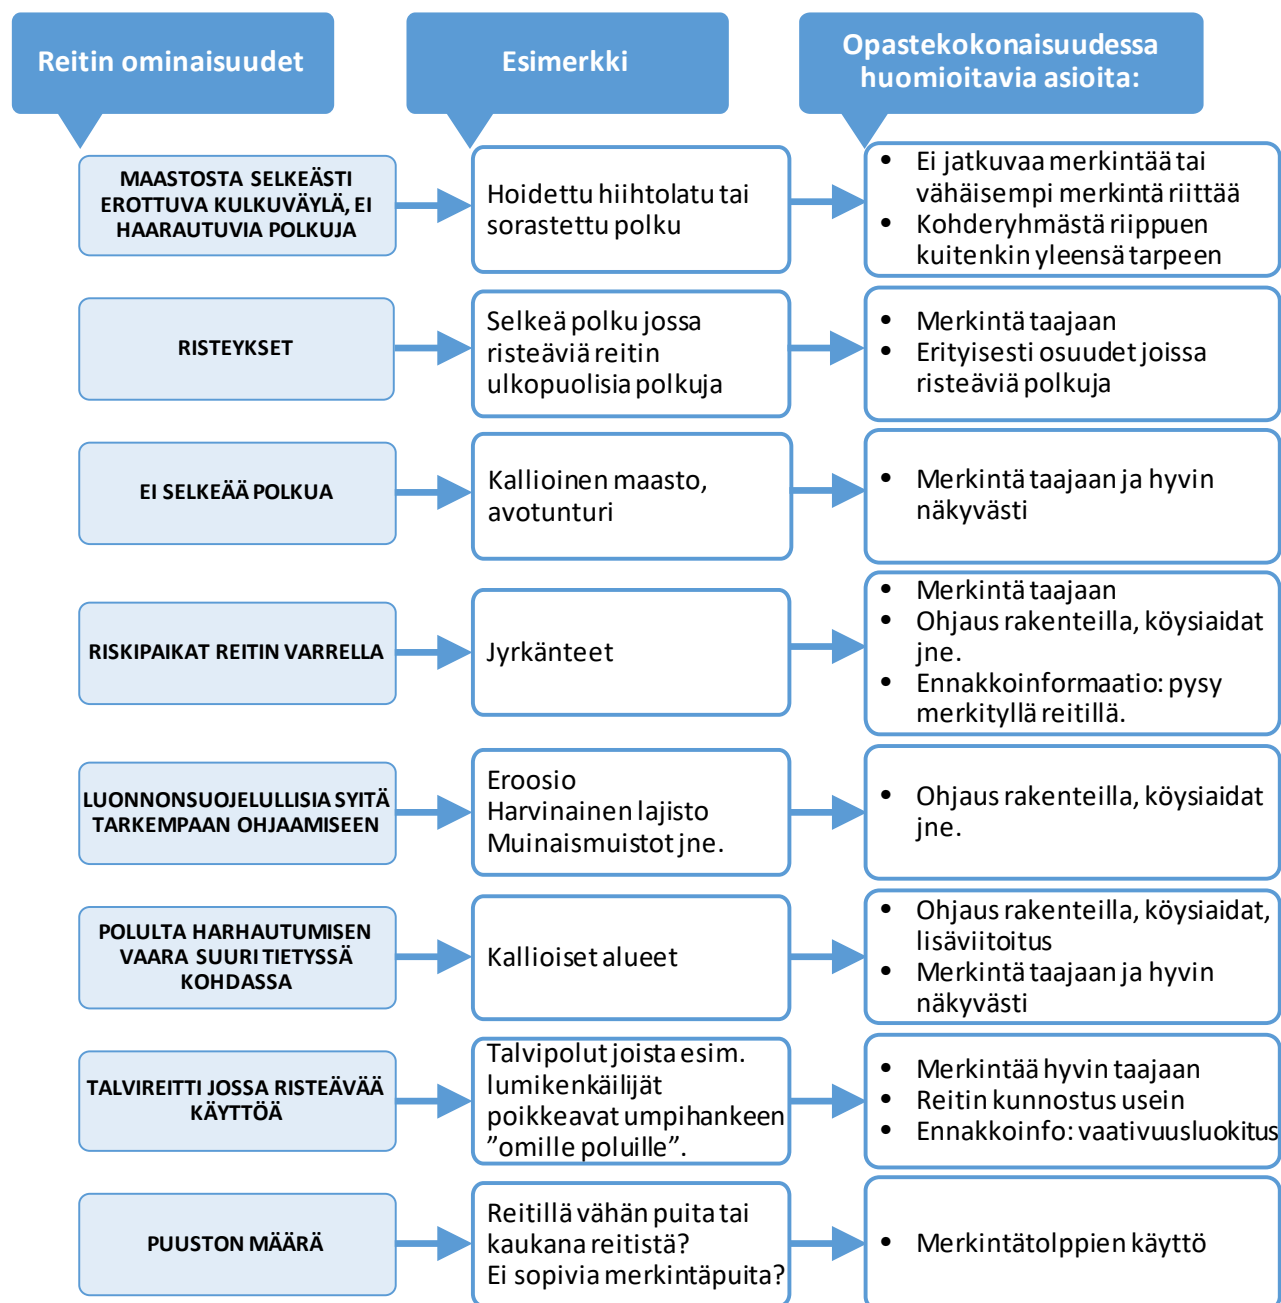 Reitin ominaisuudet
Esimerkki
Opastekokonaisuudessa
huomioitavia asioita:
MAASTOSTA SELKEÄSTI
EROTTUVA KULKUVÄYLÄ, EI
HAARAUTUVIA POLKUJA
Hoidettu hiihtolatu tai
sorastettu polku
• Ei jatkuvaa merkintää tai
vähäisempi merkintä riittää
• Kohderyhmästä riippuen
kuitenkin yleensä tarpeen
RISTEYKSET
Selkeä polku jossa
risteäviä reitin
ulkopuolisia polkuja
• Merkintä taajaan
• Erityisesti osuudet joissa
risteäviä polkuja
EI SELKEÄÄ POLKUA
Kallioinen maasto,
avotunturi
• Merkintä taajaan ja hyvin
näkyvästi
RISKIPAIKAT REITIN VARRELLA
Jyrkänteet
• Merkintä taajaan
• Ohjaus rakenteilla, köysiaidat
jne.
• Ennakkoinformaatio: pysy
merkityllä reitillä.
LUONNONSUOJELULLISIA SYITÄ
TARKEMPAAN OHJAAMISEEN
Eroosio
Harvinainen lajisto
Muinaismuistot jne.
• Ohjaus rakenteilla, köysiaidat
jne.
POLULTA HARHAUTUMISEN
VAARA SUURI TIETYSSÄ
KOHDASSA
Kallioiset alueet
• Ohjaus rakenteilla, köysiaidat,
lisäviitoitus
• Merkintä taajaan ja hyvin
näkyvästi
TALVIREITTI JOSSA RISTEÄVÄÄ
KÄYTTÖÄ
Talvipolut joista esim.
lumikenkäilijät
poikkeavat umpihankeen
”omille poluille”.
• Merkintää hyvin taajaan
• Reitin kunnostus usein
• Ennakkoinfo: vaativuusluokitus
PUUSTON MÄÄRÄ
Reitillä vähän puita tai
kaukana reitistä?
Ei sopivia merkintäpuita?
• Merkintätolppien käyttö